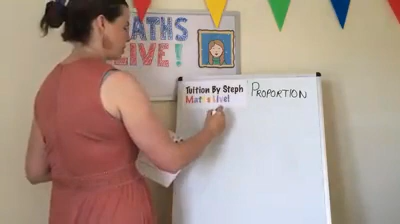 MATHS
LIVE!
Tuition By Steph
Maths Live!
PROPORTION